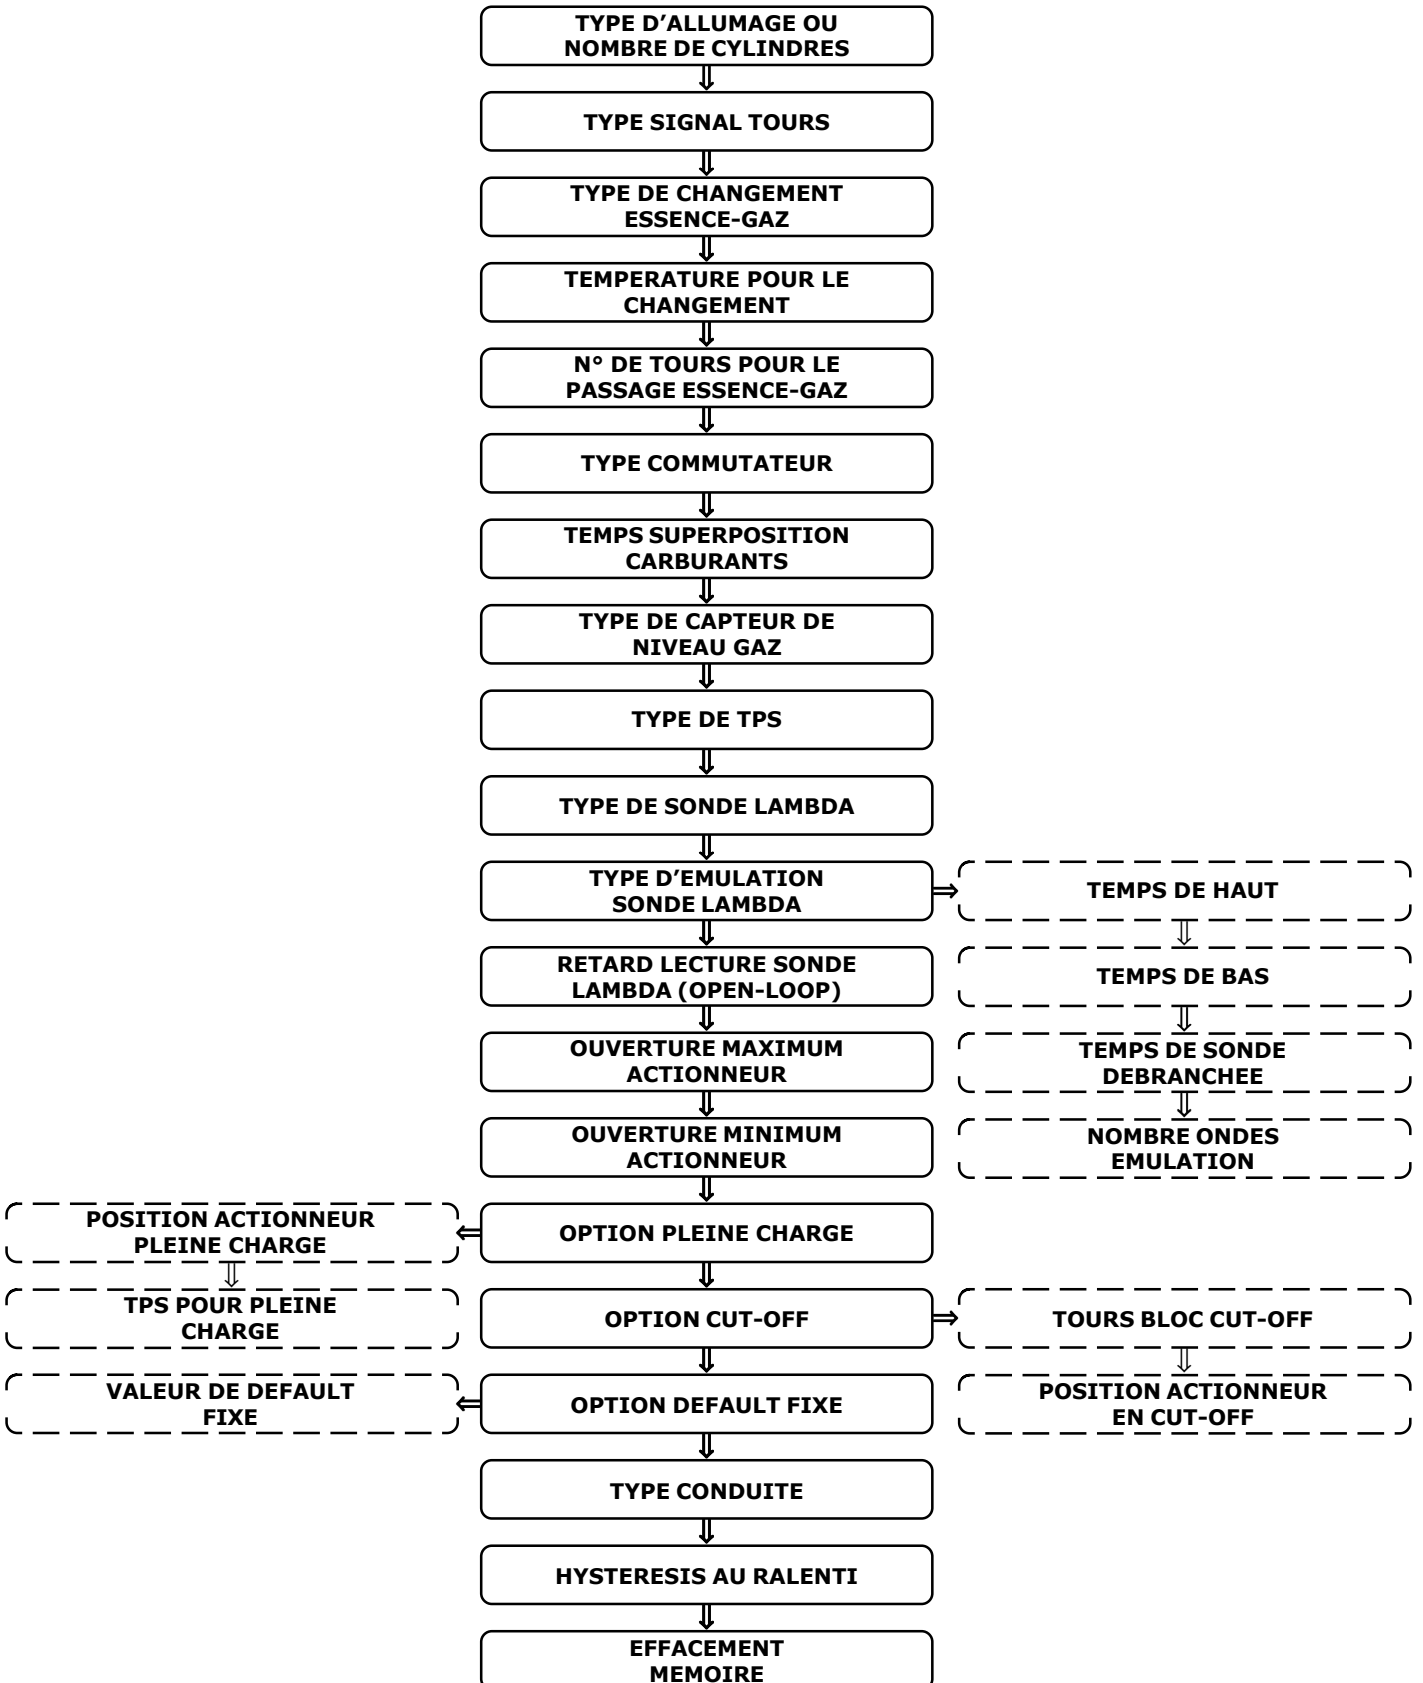 TYPE D’ALLUMAGE OU
NOMBRE DE CYLINDRES
TYPE SIGNAL TOURS
TYPE DE CHANGEMENT
ESSENCE-GAZ
TEMPERATURE POUR LE
CHANGEMENT
N° DE TOURS POUR LE
PASSAGE ESSENCE-GAZ
TYPE COMMUTATEUR
TEMPS SUPERPOSITION
CARBURANTS
TYPE DE CAPTEUR DE
NIVEAU GAZ
TYPE DE TPS
TYPE DE SONDE LAMBDA
TYPE D’EMULATION
SONDE LAMBDA
TEMPS DE HAUT
TEMPS DE BAS
TEMPS DE SONDE
DEBRANCHEE
NOMBRE ONDES
EMULATION
RETARD LECTURE SONDE
LAMBDA (OPEN-LOOP)
OUVERTURE MAXIMUM
ACTIONNEUR
OUVERTURE MINIMUM
ACTIONNEUR
OPTION PLEINE CHARGE
POSITION ACTIONNEUR
PLEINE CHARGE
TPS POUR PLEINE
CHARGE
OPTION CUT-OFF
TOURS BLOC CUT-OFF
POSITION ACTIONNEUR
EN CUT-OFF
OPTION DEFAULT FIXE
VALEUR DE DEFAULT
FIXE
TYPE CONDUITE
HYSTERESIS AU RALENTI
EFFACEMENT
MEMOIRE